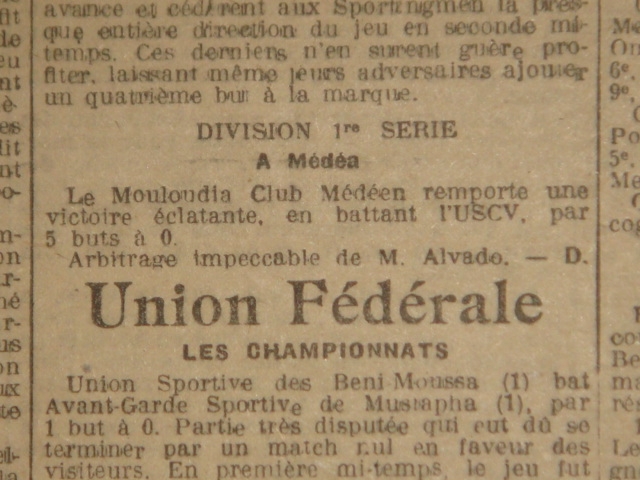 avance et cédèrent aux Sportnigmen la pres-
que entière direction du jeu en seconde mi-
temps. Ces derniers n'en surent guère pro-
fiter, laissant même leurs adversaires ajouter
un quatrième but à la marque.
DIVISION 1re SERIE
A Médéa
Le Mouloudia Club Médéen remporte une
victoire éclatante, en battant l'USCV, par
5 buts à 0.
Arbitrage impeccable de M. Alvado. — D.
Union Fédérale
LES CHAMPIONNATS
Union Sportive des Beni-Moussa (1) bat
Avant-Garde Sportive de Mustapha (1), par
1 but à 0. Partie très disputée qui eut dû se
terminer par un match nul en faveur des
visiteurs. En première mi-temps, le jeu fut